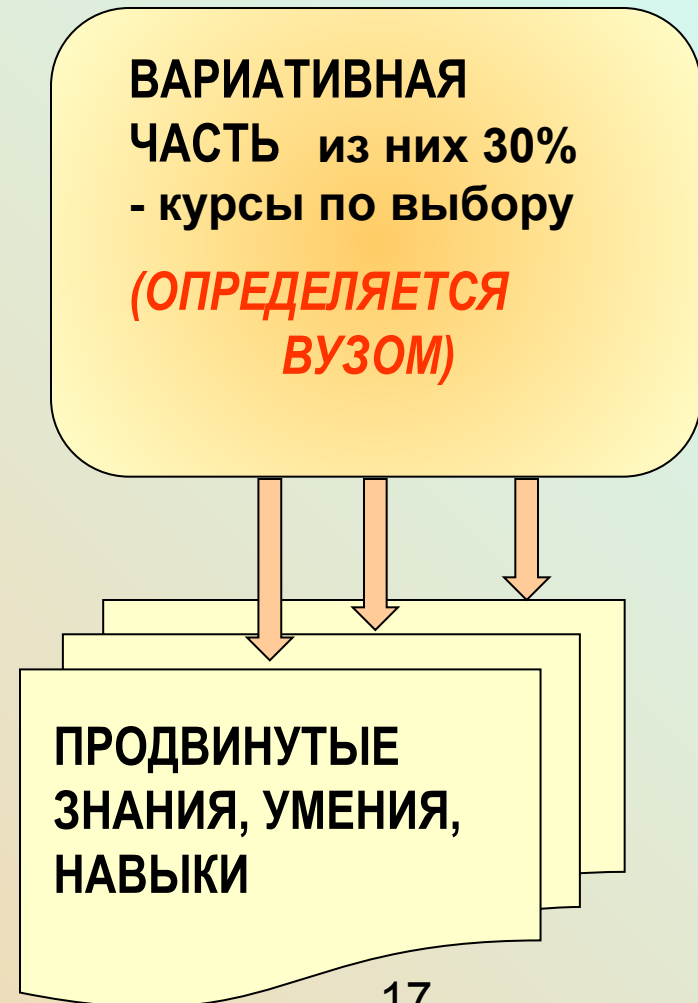 ВАРИАТИВНАЯ
ЧАСТЬ из них 30%
- курсы по выбору
(ОПРЕДЕЛЯЕТСЯ
ВУЗОМ)
ПРОДВИНУТЫЕ
ЗНАНИЯ, УМЕНИЯ,
НАВЫКИ
17